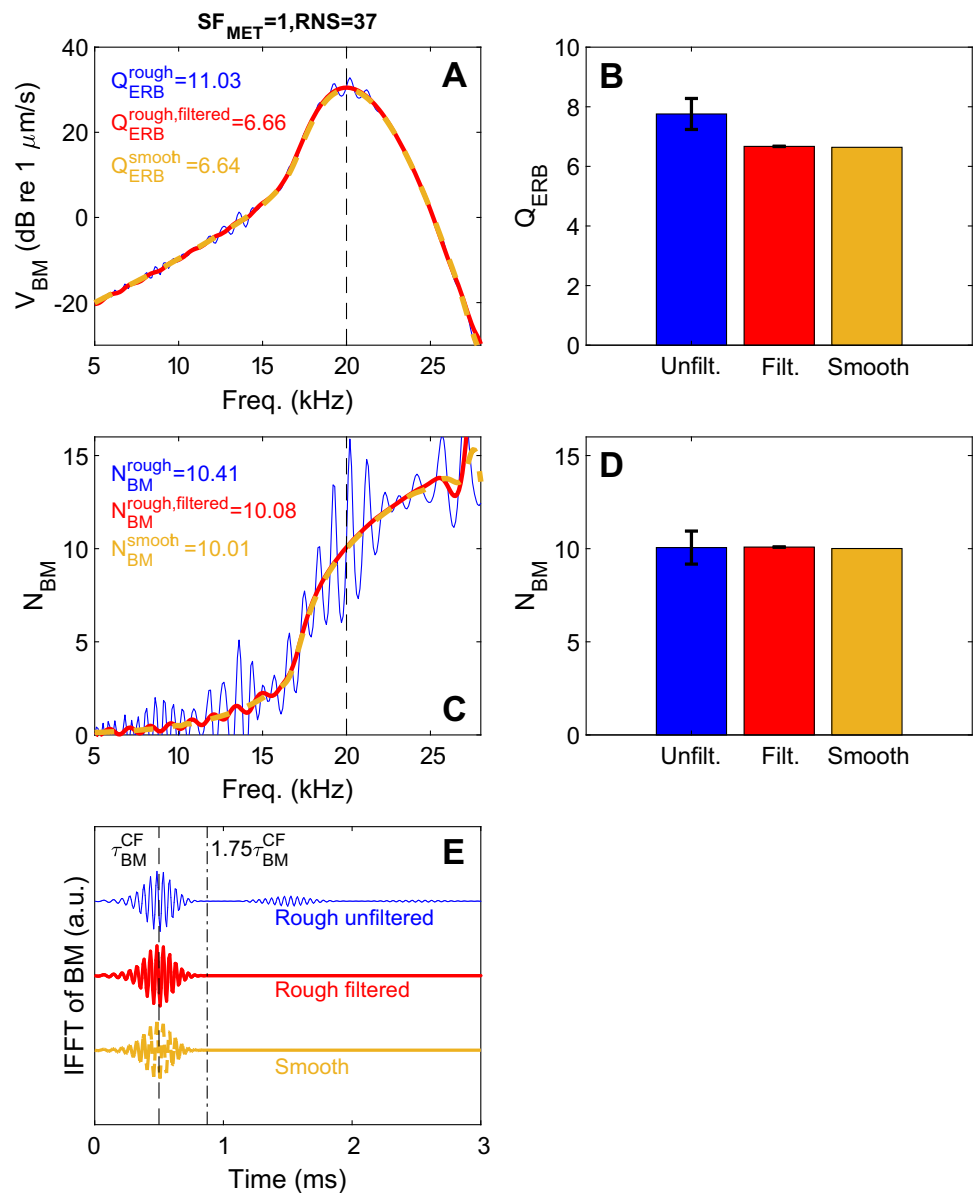 SF_MET=1,RNS=37
A
Q_ERB^rough=11.03
Q_ERB^rough,filtered=6.66
Q_ERB^smooth=6.64
V_BM (dB re 1 μm/s)
40
20
0
-20
5 10 15 20 25
Freq. (kHz)
B
Q_ERB
10
8
6
4
2
0
Unfilt. Filt. Smooth
C
N_BM^rough=10.41
N_BM^rough,filtered=10.08
N_BM^smooth=10.01
N_BM
15
10
5
0
5 10 15 20 25
Freq. (kHz)
D
N_BM
15
10
5
0
Unfilt. Filt. Smooth
E
τ_BM^CF
1.75τ_BM^CF
Rough unfiltered
Rough filtered
Smooth
IFFT of BM (a.u.)
0 1 2 3
Time (ms)